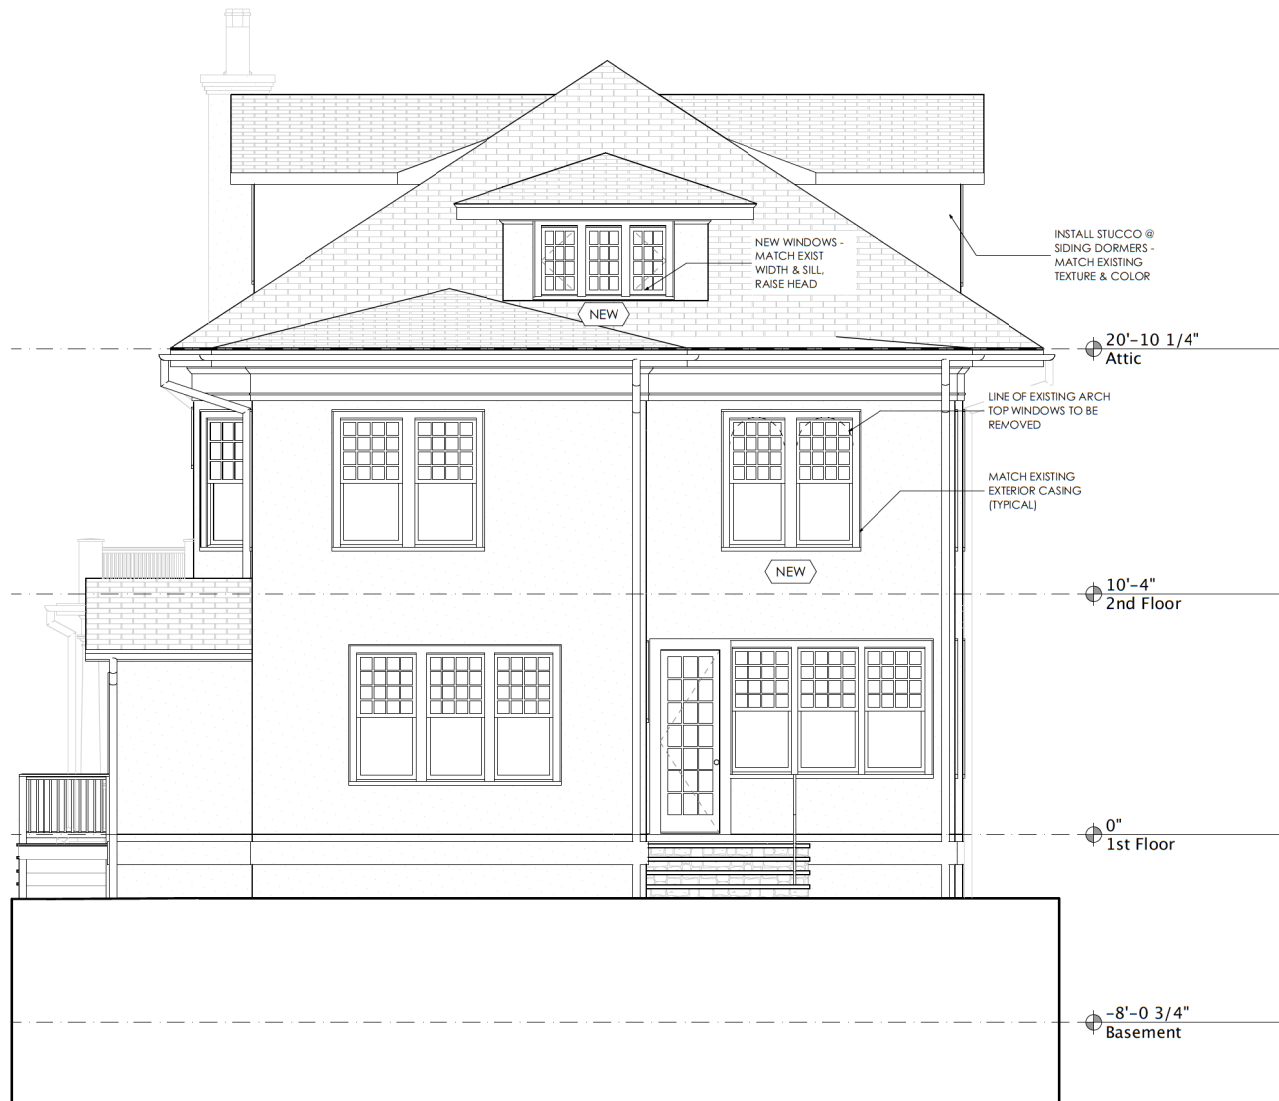 NEW WINDOWS -
MATCH EXIST
WIDTH & SILL,
RAISE HEAD
NEW
INSTALL STUCCO @
SIDING DORMERS -
MATCH EXISTING
TEXTURE & COLOR
20'-10 1/4"
Attic
LINE OF EXISTING ARCH
TOP WINDOWS TO BE
REMOVED
MATCH EXISTING
EXTERIOR CASING
(TYPICAL)
NEW
10'-4"
2nd Floor
0"
1st Floor
-8'-0 3/4"
Basement